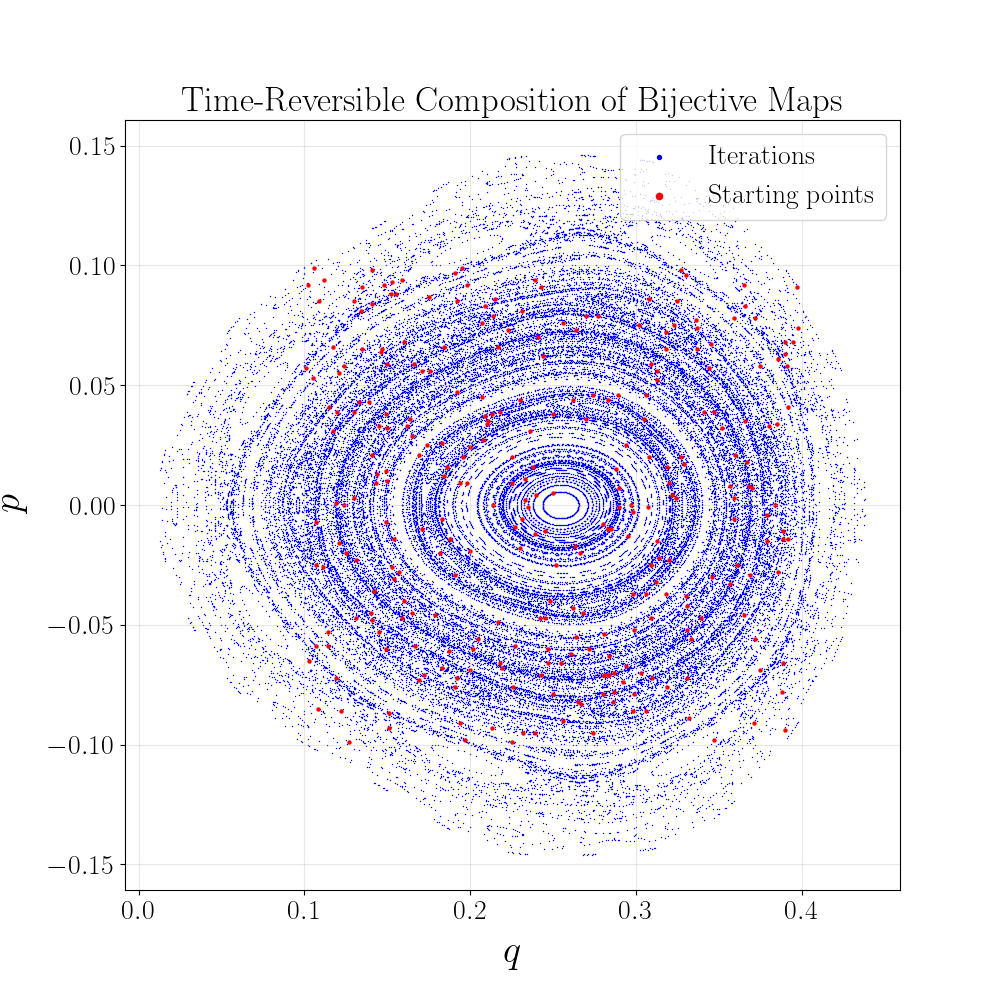 Time-Reversible Composition of Bijective Maps
Iterations
Starting points
0.15
0.10
0.05
0.00
−0.05
−0.10
−0.15
p
0.0 0.1 0.2 0.3 0.4
q